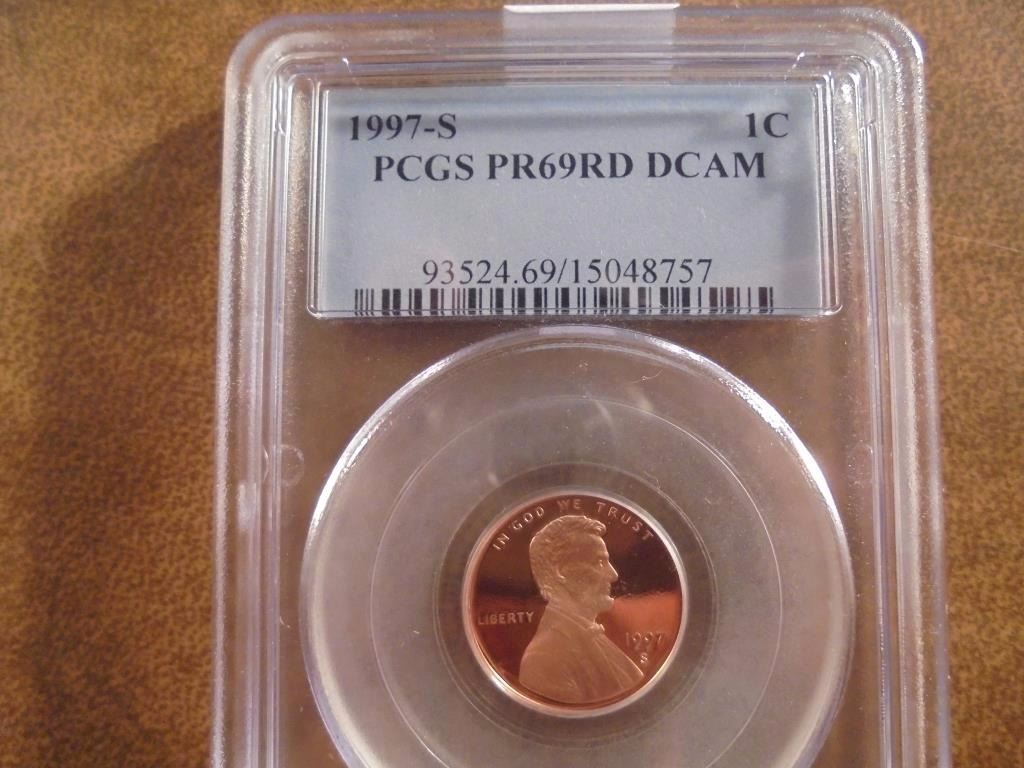 1997-S 1C
PCGS PR69RD DCAM
93524.69/15048757
IN GOD WE TRUST
LIBERTY
1997
S